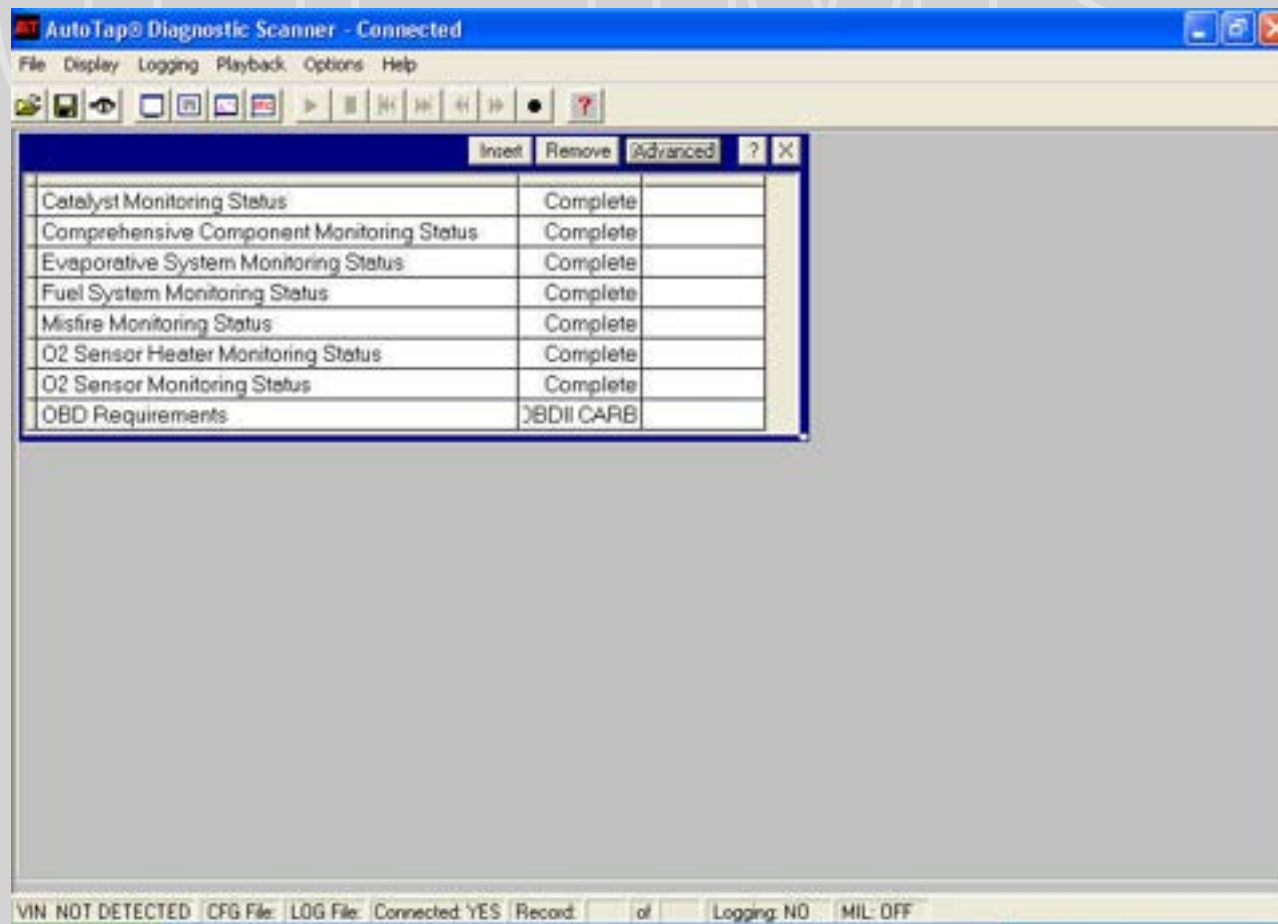 AutoTap® Diagnostic Scanner - Connected
File Display Logging Playback Options Help
Insert Remove Advanced ? X
Catalyst Monitoring Status Complete
Comprehensive Component Monitoring Status Complete
Evaporative System Monitoring Status Complete
Fuel System Monitoring Status Complete
Misfire Monitoring Status Complete
O2 Sensor Heater Monitoring Status Complete
O2 Sensor Monitoring Status Complete
OBD Requirements OBDII CARB
VIN NOT DETECTED CFG File: LOG File: Connected: YES Record: of Logging: NO MIL: OFF